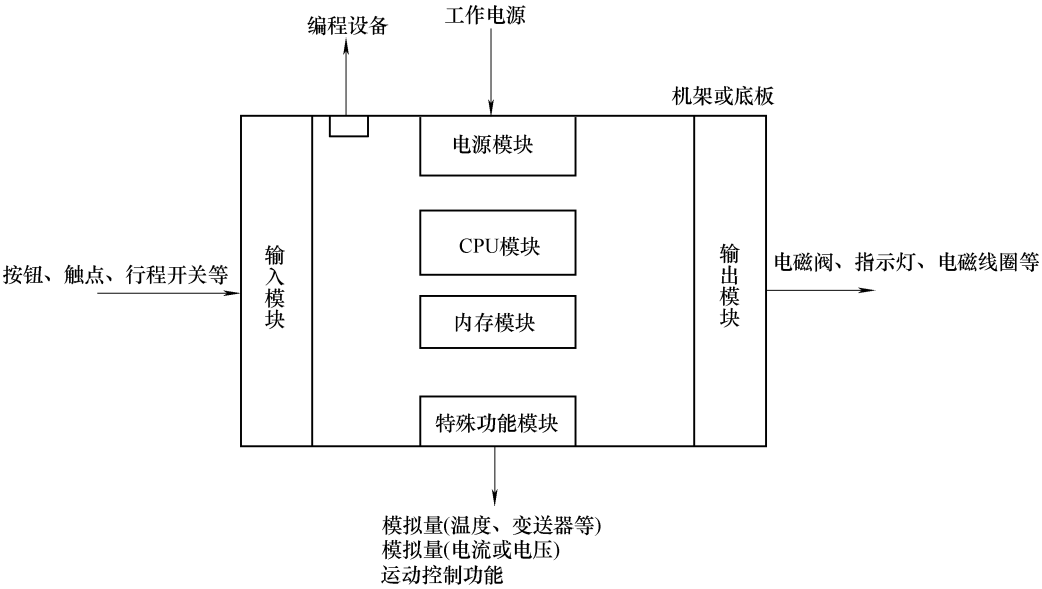 编程设备
工作电源
机架或底板
电源模块
CPU模块
内存模块
特殊功能模块
输入模块
输出模块
按钮、触点、行程开关等
电磁阀、指示灯、电磁线圈等
模拟量(温度、变送器等)
模拟量(电流或电压)
运动控制功能